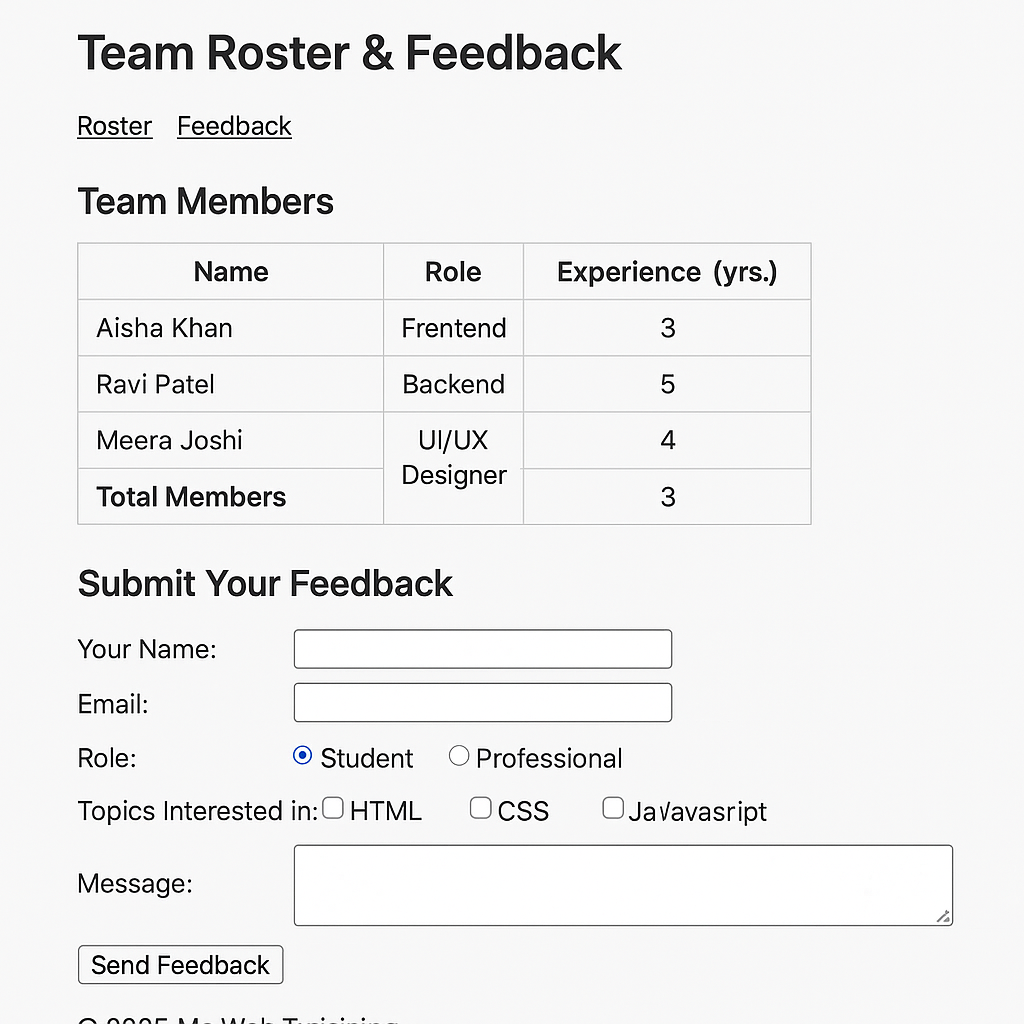 Team Roster & Feedback
Roster Feedback
Team Members
Name Role Experience (yrs.)
Aisha Khan Frentend 3
Ravi Patel Backend 5
Meera Joshi UI/UX Designer 4
Total Members 3
Submit Your Feedback
Your Name:
Email:
Role: Student Professional
Topics Interested in: HTML CSS Ja/avasript
Message:
Send Feedback